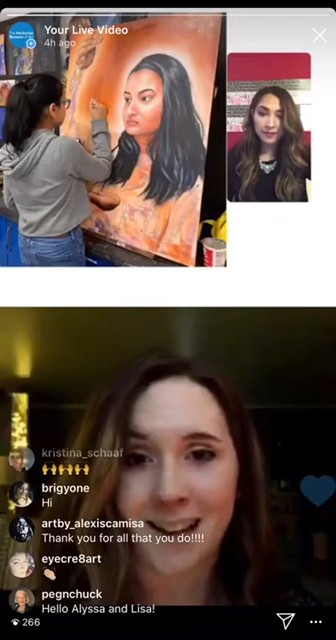 Your Live Video
4h ago
kristina_schaaf
🙌🙌🙌🙌
brigyone
Hi
artby_alexiscamisa
Thank you for all that you do!!!!
eyecre8art
👏🏼
pegnchuck
Hello Alyssa and Lisa!
266